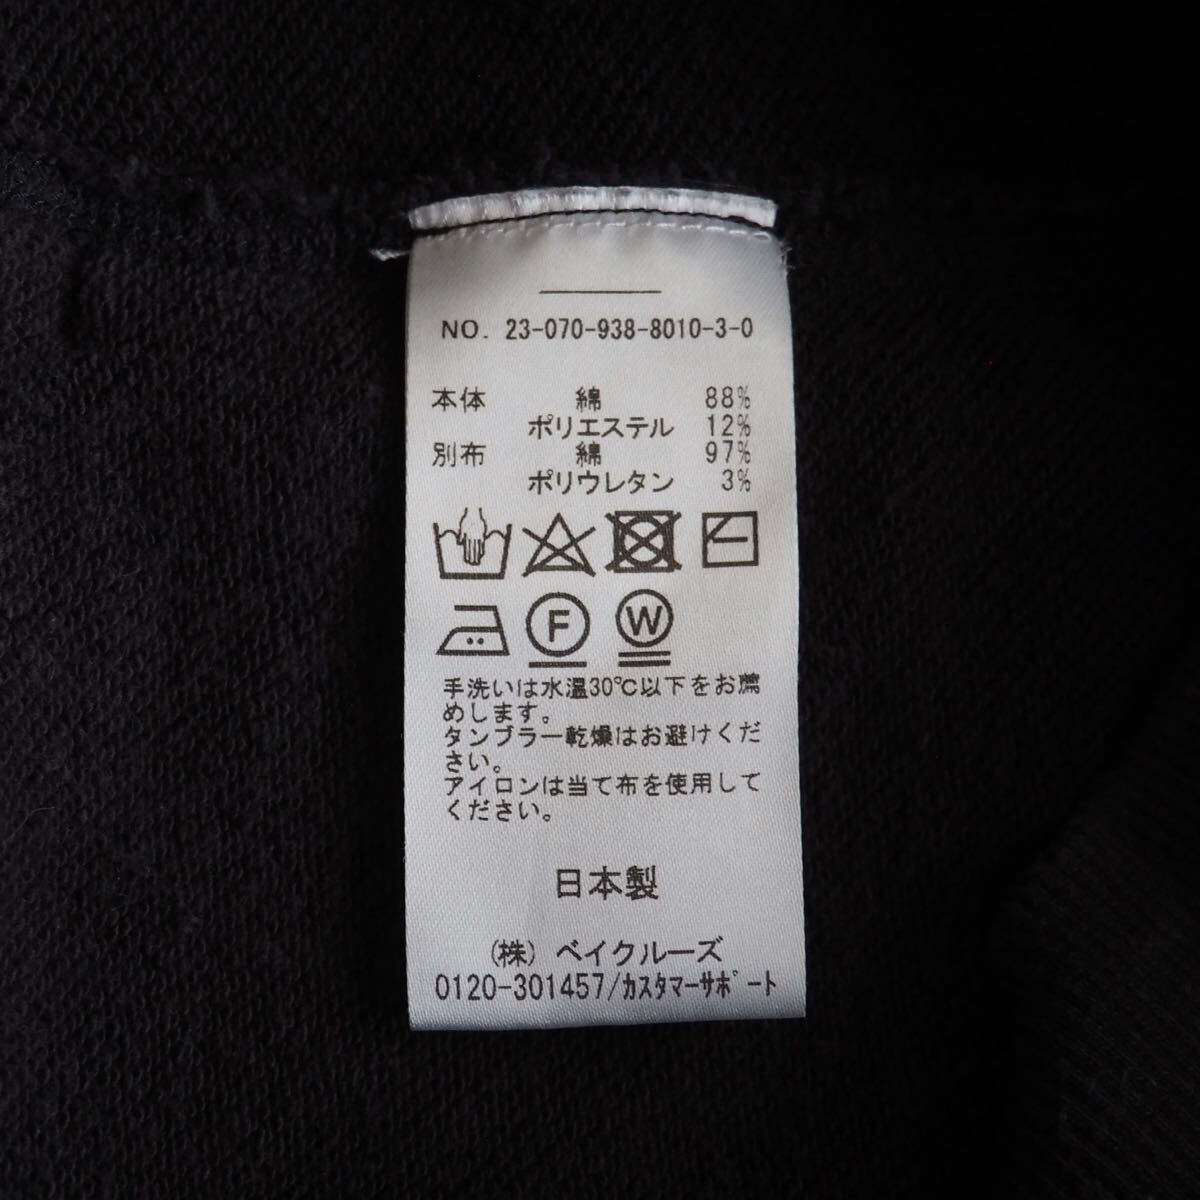 NO. 23-070-938-8010-3-0
本体 綿 88%
ポリエステル 12%
別布 綿 97%
ポリウレタン 3%
F W
手洗いは水温30℃以下をお薦
めします。
タンブラー乾燥はお避けくだ
さい。
アイロンは当て布を使用して
ください。
日本製
(株) ベイクルーズ
0120-301457/ｶｽﾀﾏｰｻﾎﾟｰﾄ